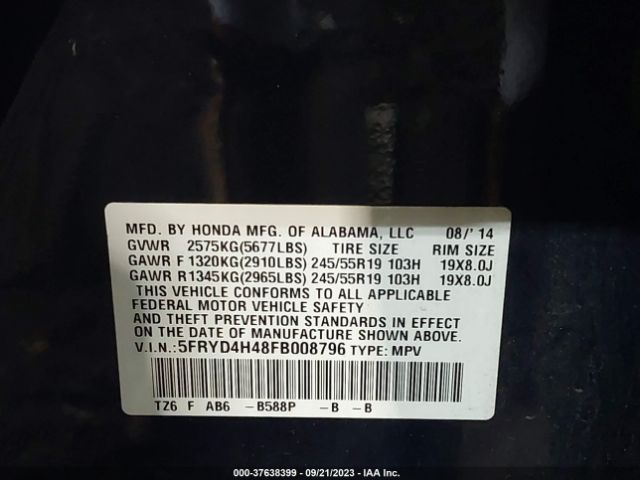 MFD. BY HONDA MFG. OF ALABAMA, LLC 08/' 14
GVWR 2575KG(5677LBS) TIRE SIZE RIM SIZE
GAWR F 1320KG(2910LBS) 245/55R19 103H 19X8.0J
GAWR R 1345KG(2965LBS) 245/55R19 103H 19X8.0J
THIS VEHICLE CONFORMS TO ALL APPLICABLE
FEDERAL MOTOR VEHICLE SAFETY
AND THEFT PREVENTION STANDARDS IN EFFECT
ON THE DATE OF MANUFACTURE SHOWN ABOVE.
V.I.N.:5FRYD4H48FB008796 TYPE: MPV
TZ6 F AB6 -B588P -B -B
000-37638399 - 09/21/2023 - IAA Inc.